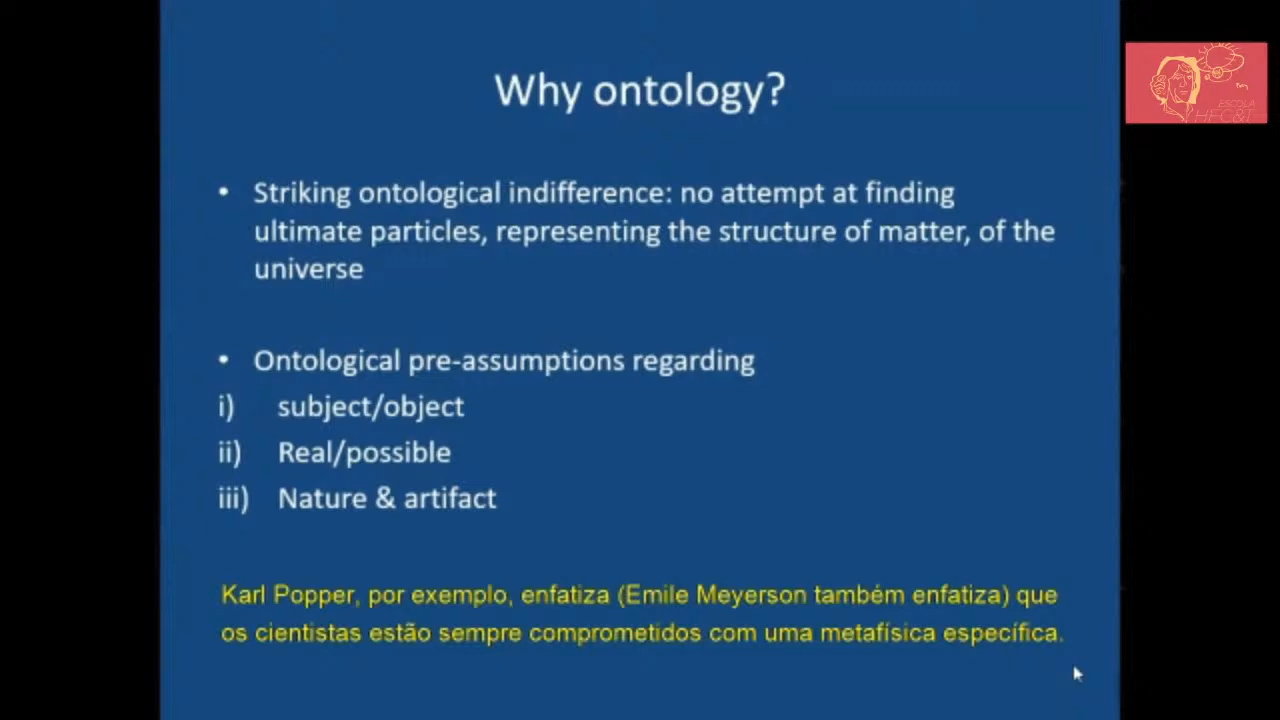 Why ontology?
ESCOLA
HFC&T
• Striking ontological indifference: no attempt at finding
ultimate particles, representing the structure of matter, of the
universe
• Ontological pre-assumptions regarding
i) subject/object
ii) Real/possible
iii) Nature & artifact
Karl Popper, por exemplo, enfatiza (Emile Meyerson também enfatiza) que
os cientistas estão sempre comprometidos com uma metafísica específica.